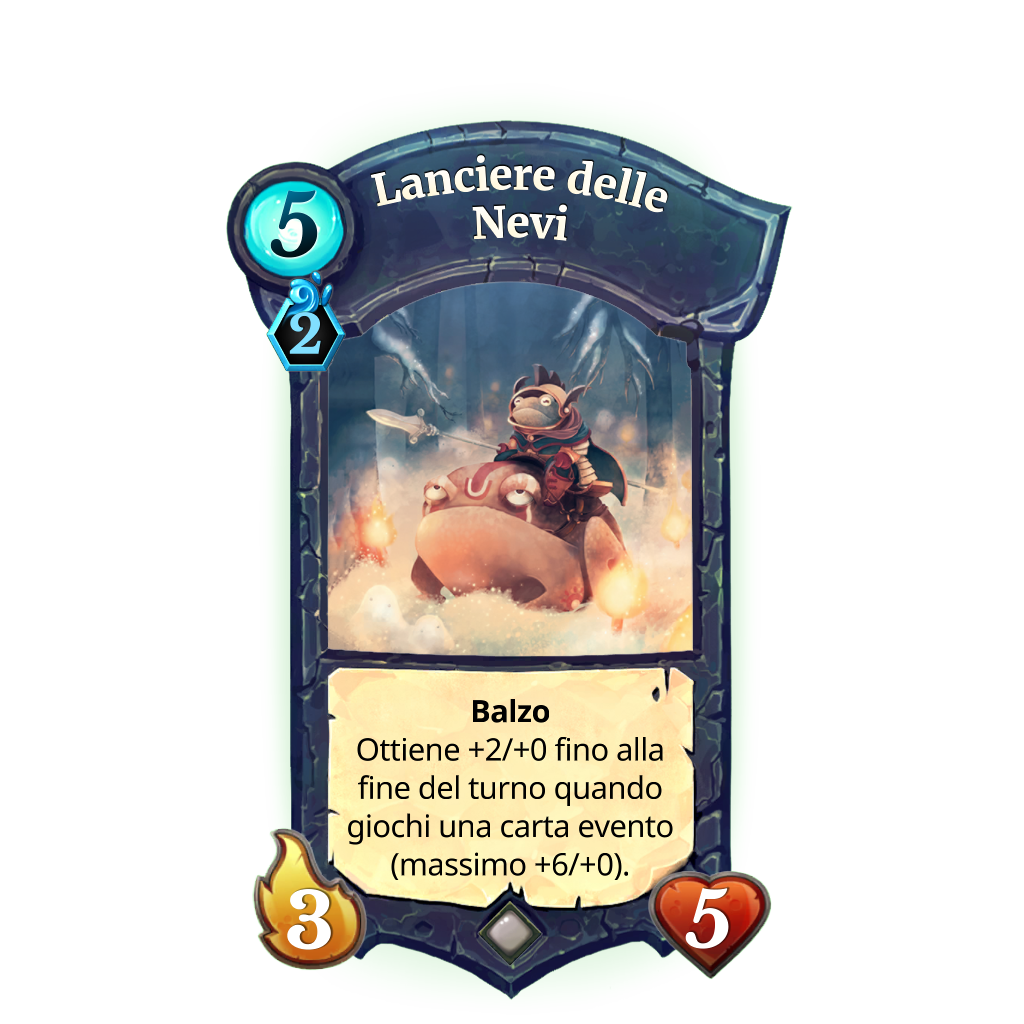 5
Lanciere delle
Nevi
2
Balzo
Ottiene +2/+0 fino alla
fine del turno quando
giochi una carta evento
(massimo +6/+0).
3
5